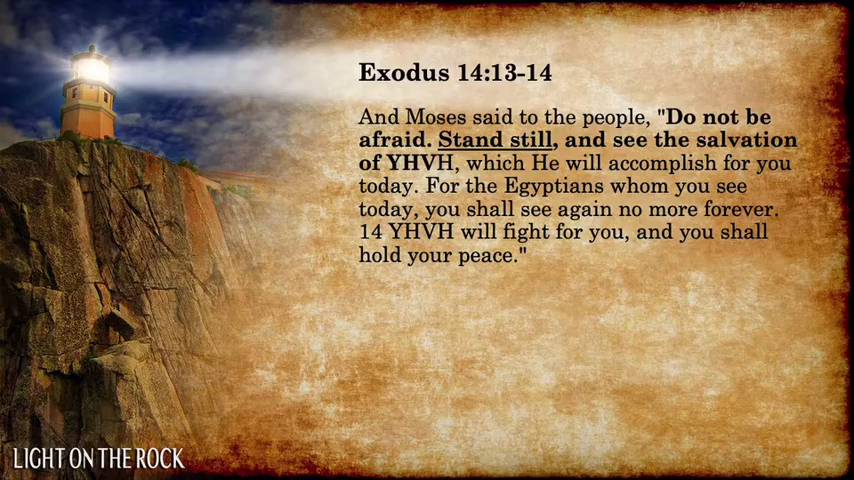 Exodus 14:13-14
And Moses said to the people, "Do not be
afraid. Stand still, and see the salvation
of YHVH, which He will accomplish for you
today. For the Egyptians whom you see
today, you shall see again no more forever.
14 YHVH will fight for you, and you shall
hold your peace."
LIGHT ON THE ROCK